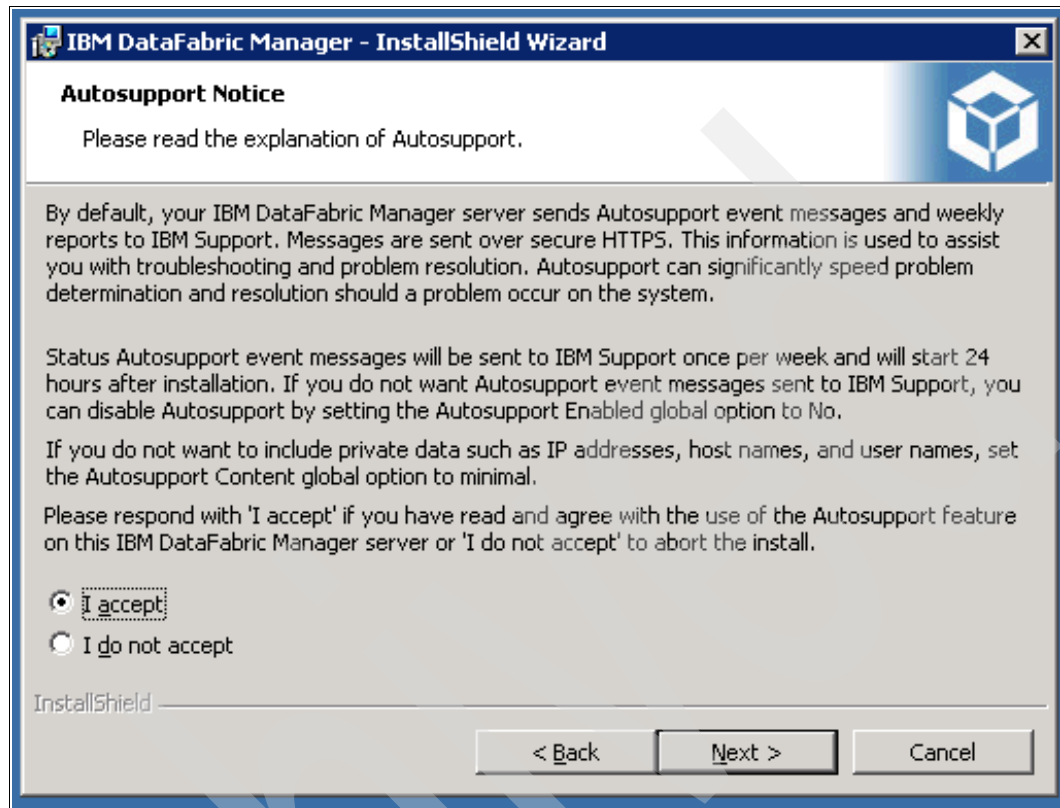 IBM DataFabric Manager - InstallShield Wizard
Autosupport Notice
Please read the explanation of Autosupport.
By default, your IBM DataFabric Manager server sends Autosupport event messages and weekly
reports to IBM Support. Messages are sent over secure HTTPS. This information is used to assist
you with troubleshooting and problem resolution. Autosupport can significantly speed problem
determination and resolution should a problem occur on the system.
Status Autosupport event messages will be sent to IBM Support once per week and will start 24
hours after installation. If you do not want Autosupport event messages sent to IBM Support, you
can disable Autosupport by setting the Autosupport Enabled global option to No.
If you do not want to include private data such as IP addresses, host names, and user names, set
the Autosupport Content global option to minimal.
Please respond with 'I accept' if you have read and agree with the use of the Autosupport feature
on this IBM DataFabric Manager server or 'I do not accept' to abort the install.
I accept
I do not accept
InstallShield
< Back Next > Cancel